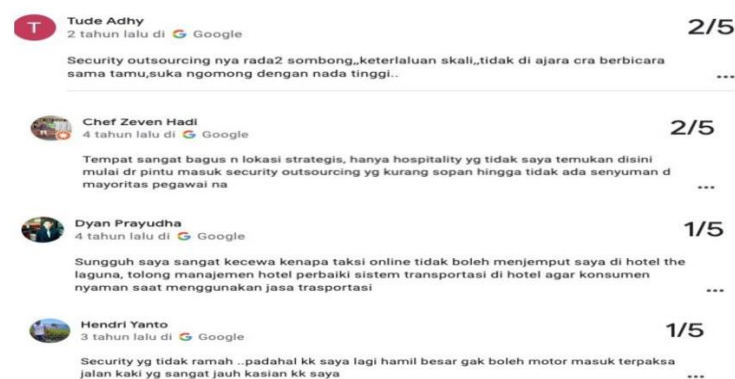 T
Tude Adhy
2/5
2 tahun lalu di G Google
Security outsourcing nya rada2 sombong,,keterlaluan skali,,tidak di ajara cra berbicara
sama tamu,suka ngomong dengan nada tinggi..
Chef Zeven Hadi
2/5
4 tahun lalu di G Google
Tempat sangat bagus n lokasi strategis, hanya hospitality yg tidak saya temukan disini
mulai dr pintu masuk security outsourcing yg kurang sopan hingga tidak ada senyuman d
mayoritas pegawai na
Dyan Prayudha
1/5
4 tahun lalu di G Google
Sungguh saya sangat kecewa kenapa taksi online tidak boleh menjemput saya di hotel the
laguna, tolong manajemen hotel perbaiki sistem transportasi di hotel agar konsumen
nyaman saat menggunakan jasa trasportasi
Hendri Yanto
1/5
3 tahun lalu di G Google
Security yg tidak ramah ..padahal kk saya lagi hamil besar gak boleh motor masuk terpaksa
jalan kaki yg sangat jauh kasian kk saya